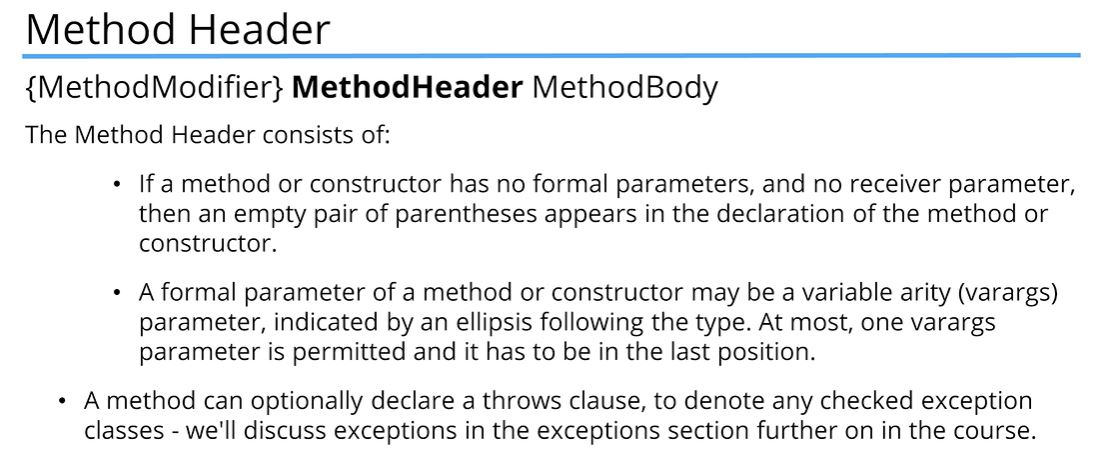 Method Header
{MethodModifier} MethodHeader MethodBody
The Method Header consists of:
• If a method or constructor has no formal parameters, and no receiver parameter,
then an empty pair of parentheses appears in the declaration of the method or
constructor.
• A formal parameter of a method or constructor may be a variable arity (varargs)
parameter, indicated by an ellipsis following the type. At most, one varargs
parameter is permitted and it has to be in the last position.
• A method can optionally declare a throws clause, to denote any checked exception
classes - we'll discuss exceptions in the exceptions section further on in the course.